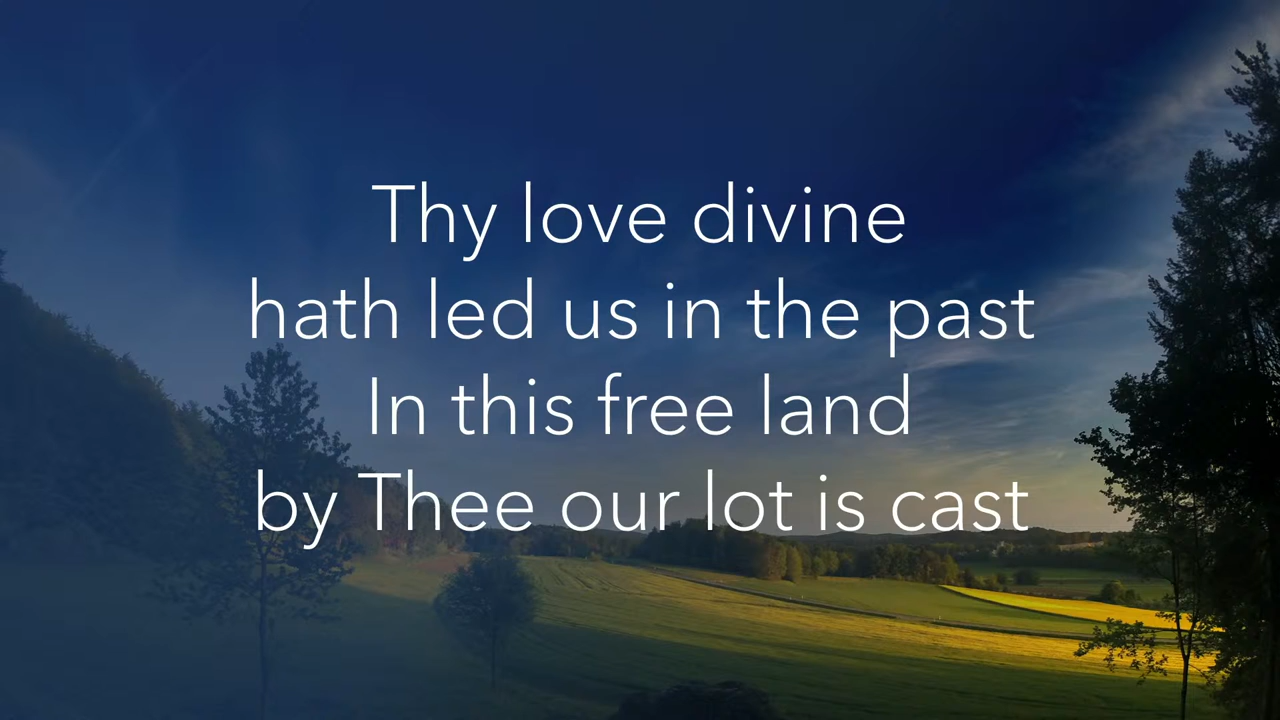 Thy love divine
hath led us in the past
In this free land
by Thee our lot is cast